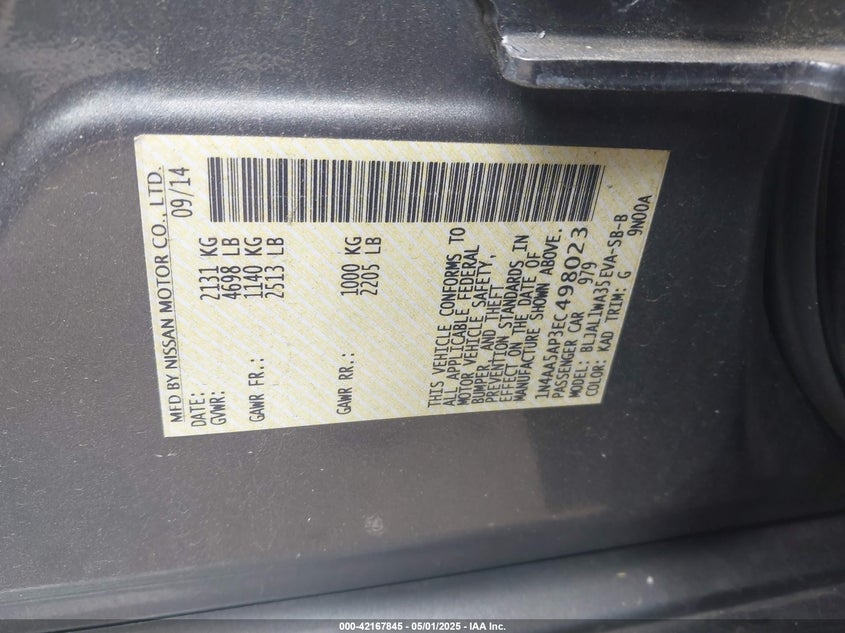 MFD BY NISSAN MOTOR CO., LTD.
DATE: 09/14
GVWR: 2131 KG
4698 LB
GAWR FR.: 1140 KG
2513 LB
GAWR RR.: 1000 KG
2205 LB
THIS VEHICLE CONFORMS TO
ALL APPLICABLE FEDERAL
MOTOR VEHICLE SAFETY,
BUMPER, AND THEFT
PREVENTION STANDARDS IN
EFFECT ON THE DATE OF
MANUFACTURE SHOWN ABOVE.
1N4AA5AP3EC498023
PASSENGER CAR 979
MODEL: BLJAL1WA35EVA-SB-B
COLOR: KAD TRIM: G 9N00A
000-42167845 / 05/01/2025 - IAA Inc.